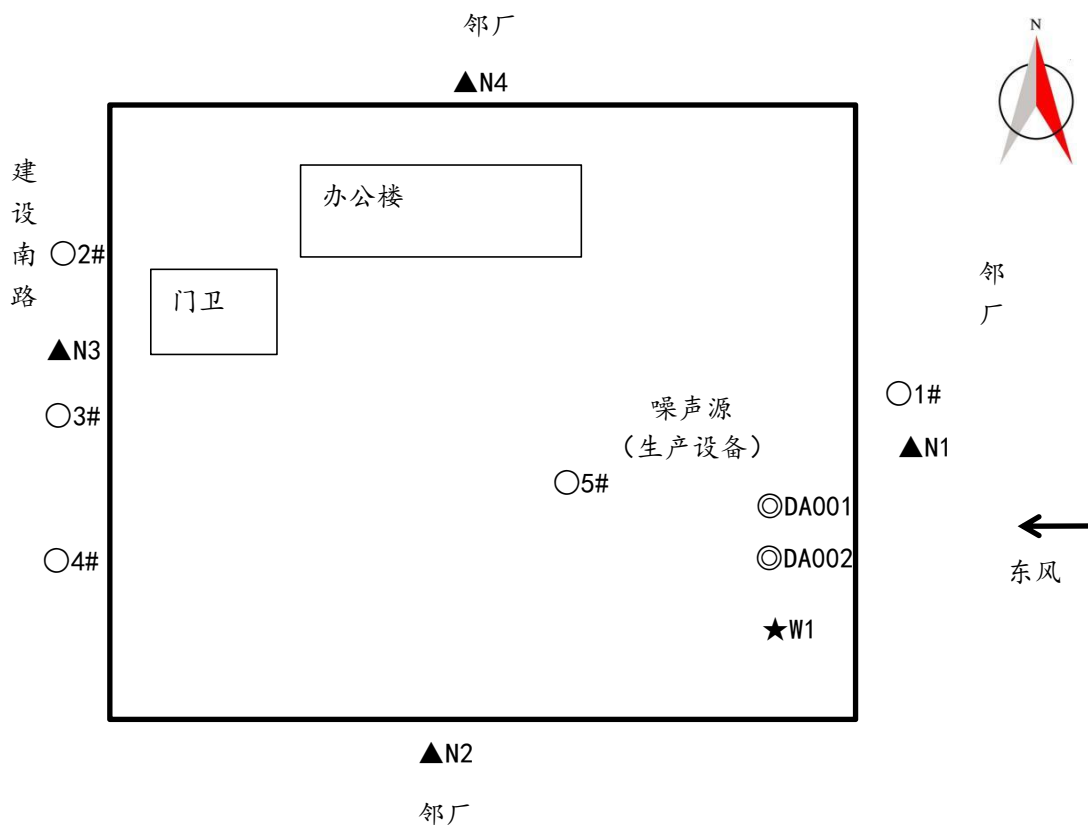 邻厂
N
▲N4
建设南路
办公楼
○2#
门卫
邻厂
▲N3
○1#
○3#
噪声源
（生产设备）
▲N1
○5#
◎DA001
○4#
◎DA002
东风
★W1
▲N2
邻厂